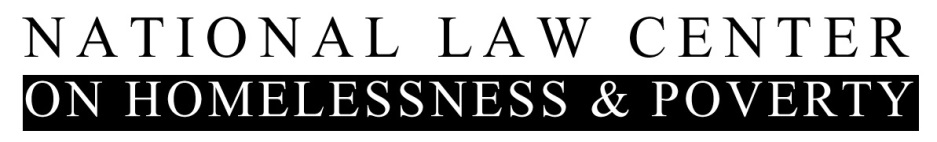 NATIONAL LAW CENTER
ON HOMELESSNESS & POVERTY